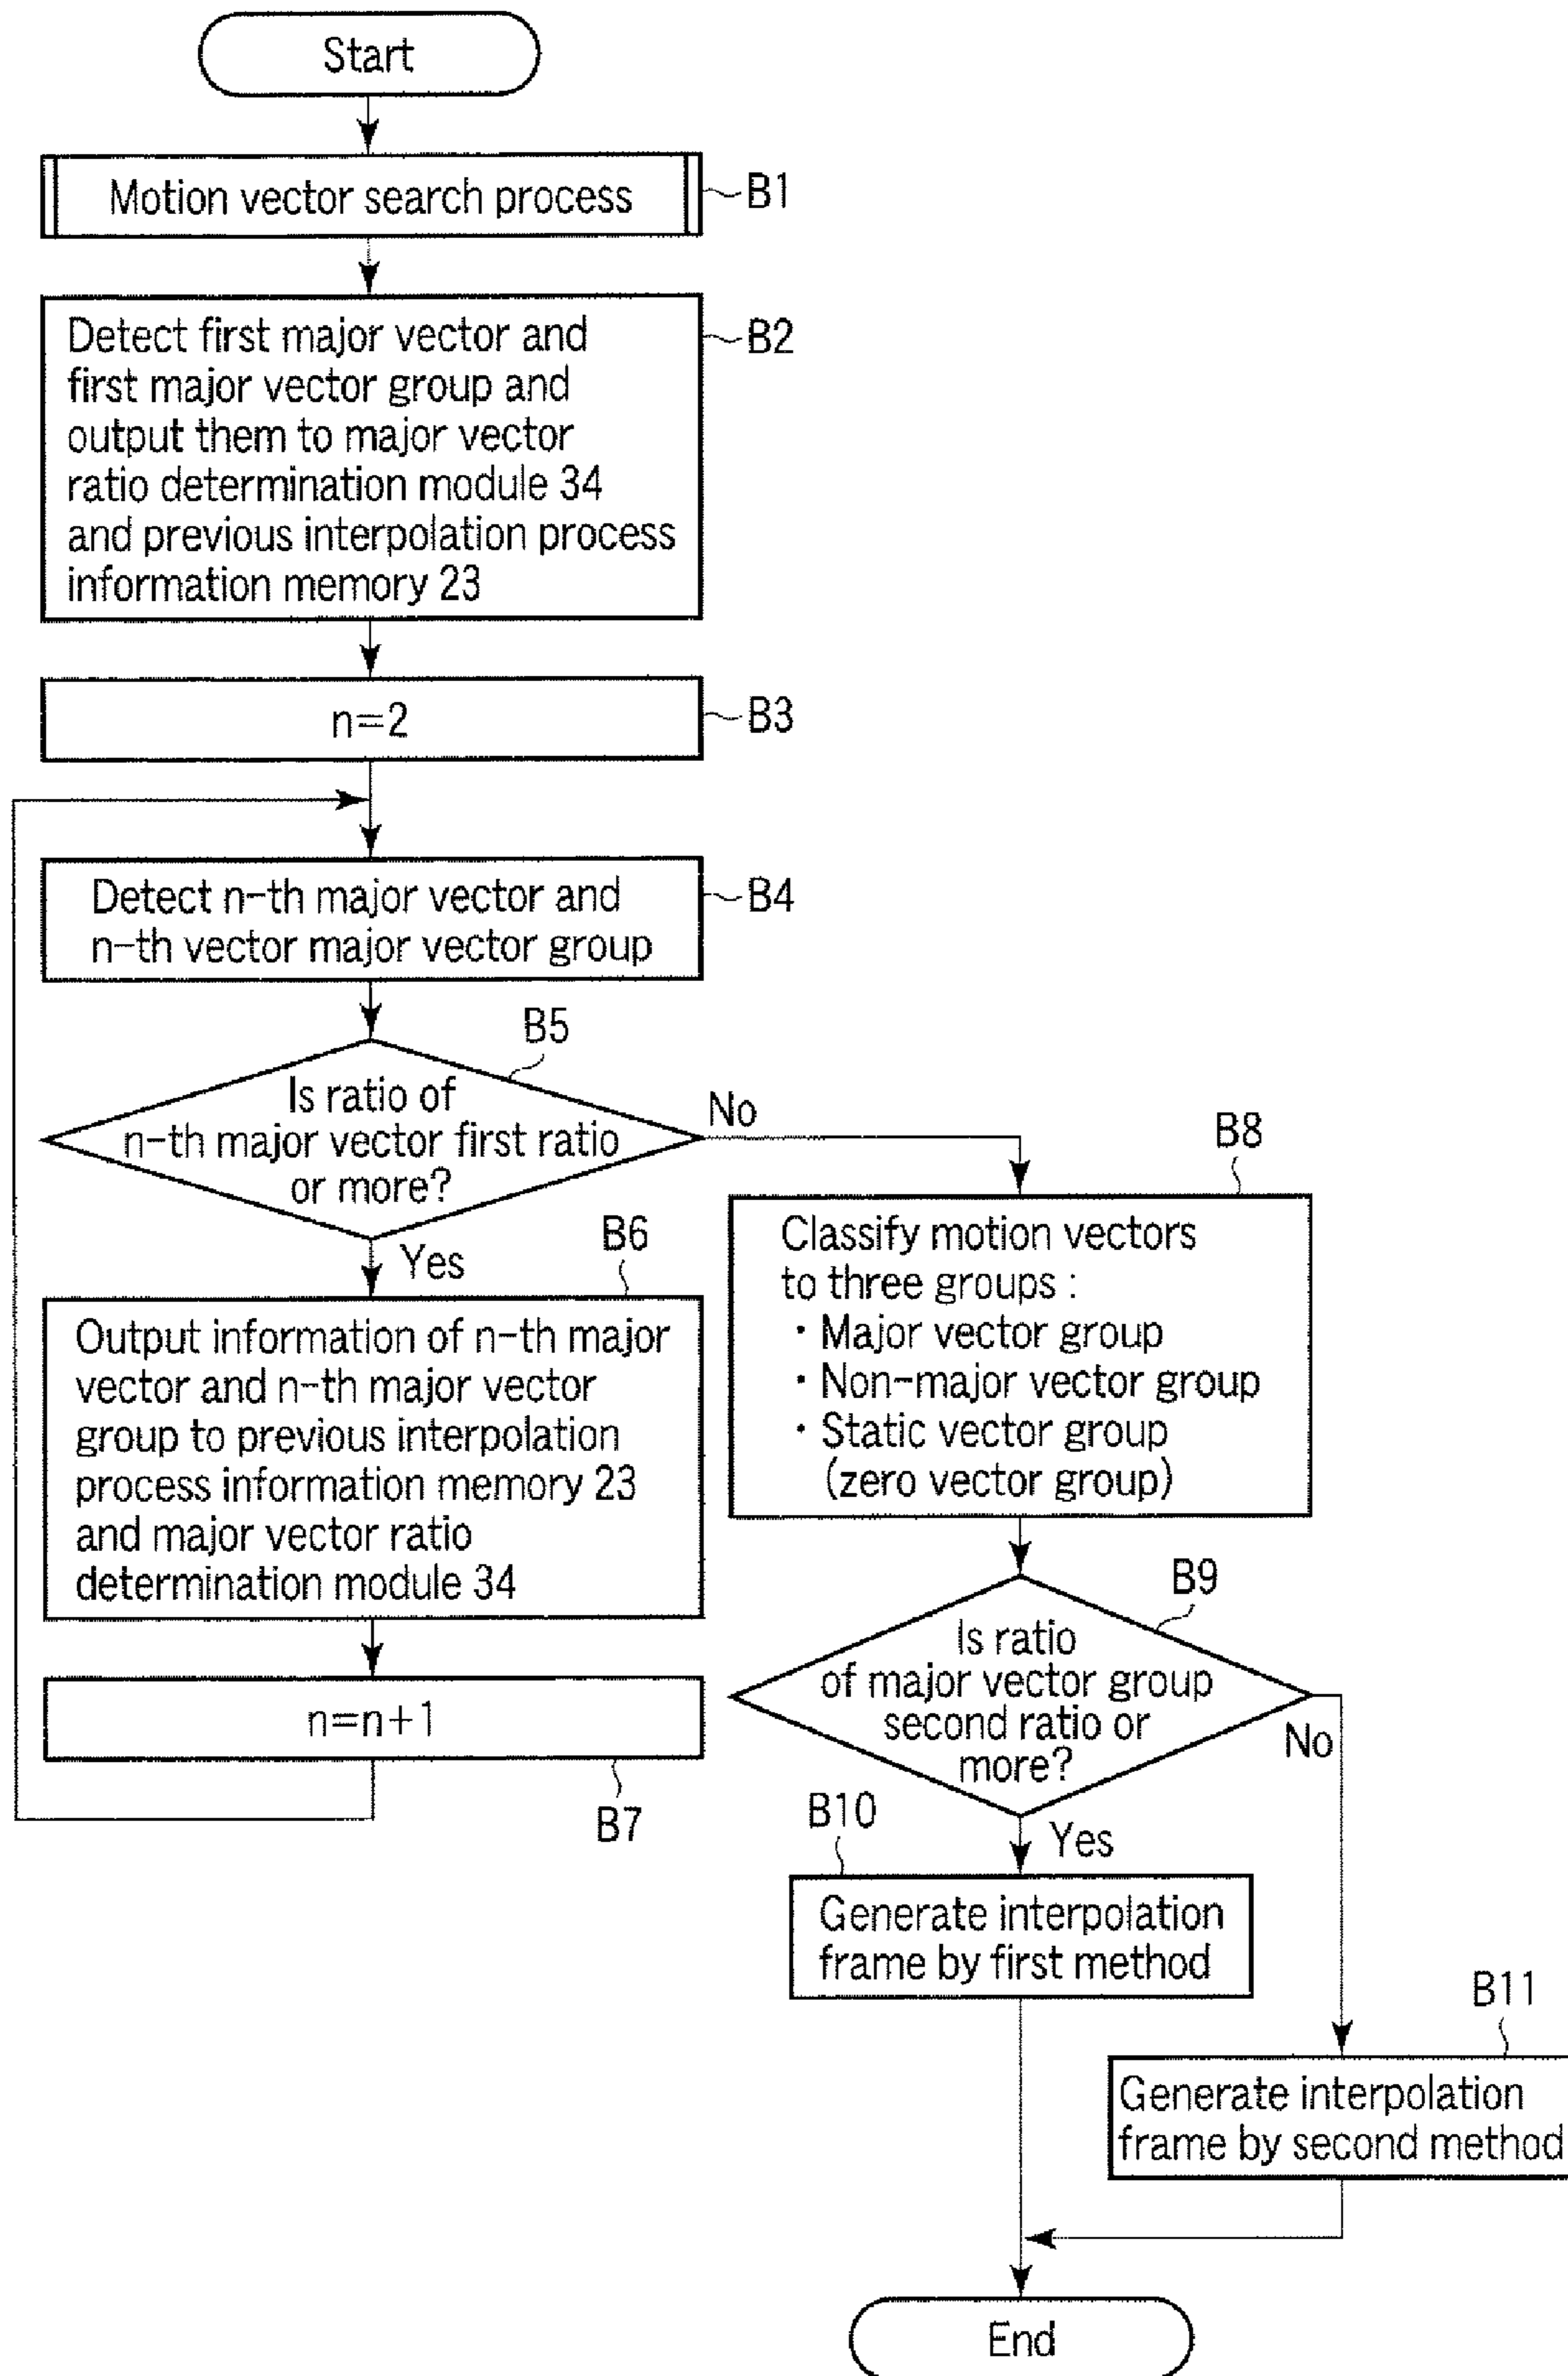 Start
Motion vector search process
B1
Detect first major vector and
first major vector group and
output them to major vector
ratio determination module 34
and previous interpolation process
information memory 23
B2
n=2
B3
Detect n-th major vector and
n-th vector major vector group
B4
B5
Is ratio of
n-th major vector first ratio
or more?
No
Yes
B6
Output information of n-th major
vector and n-th major vector
group to previous interpolation
process information memory 23
and major vector ratio
determination module 34
n=n+1
B7
B8
Classify motion vectors
to three groups :
・Major vector group
・Non-major vector group
・Static vector group
(zero vector group)
B9
Is ratio
of major vector group
second ratio or
more?
No
Yes
B10
Generate interpolation
frame by first method
B11
Generate interpolation
frame by second method
End